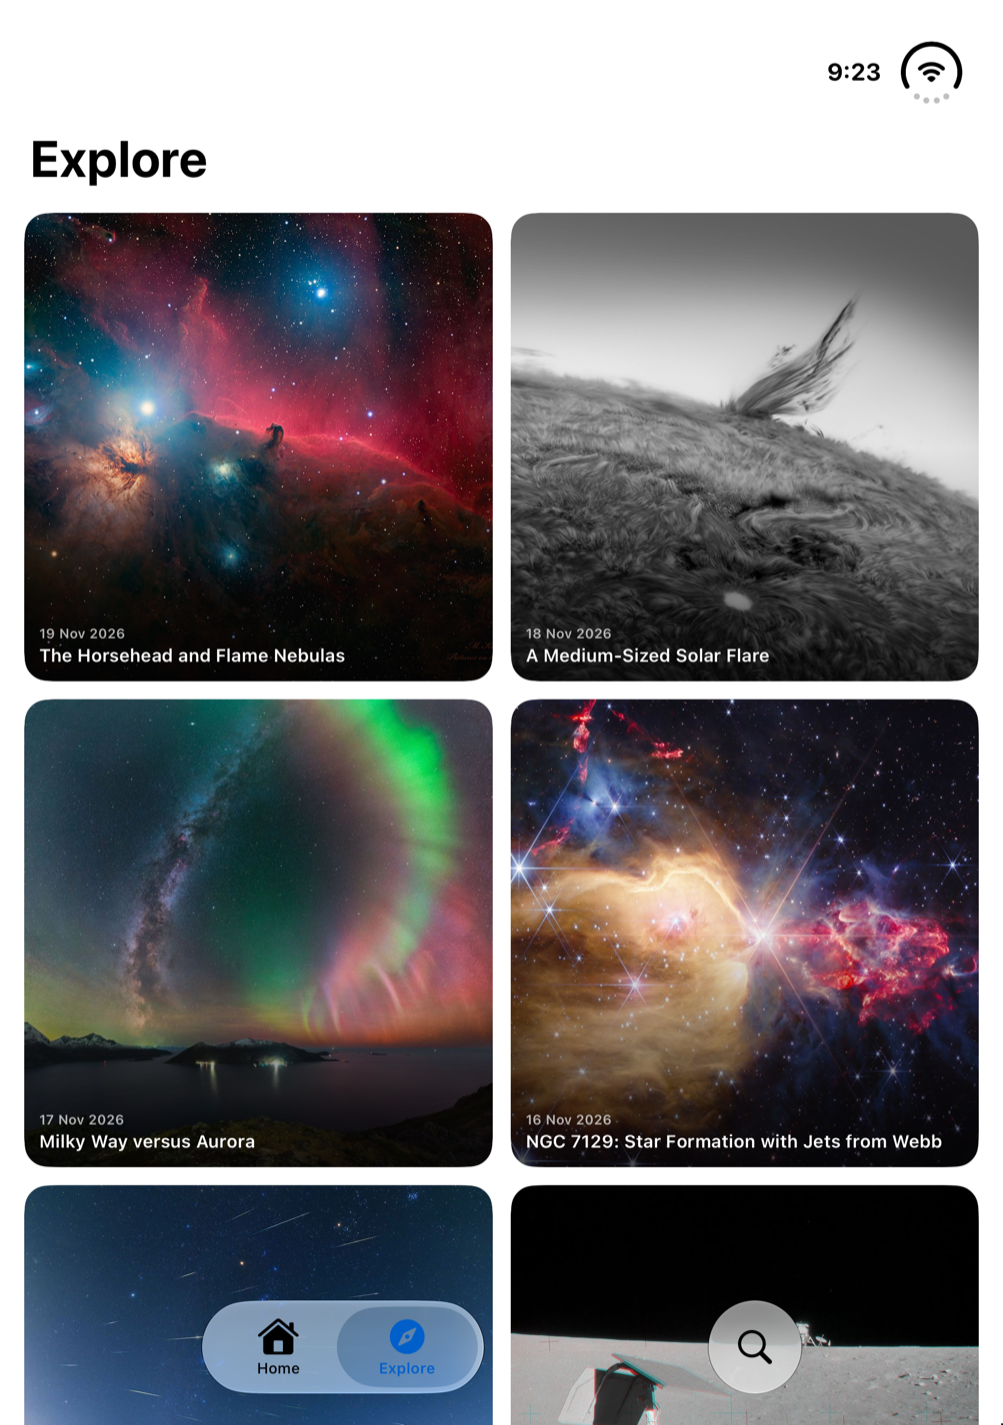 9:23
Explore
19 Nov 2026
The Horsehead and Flame Nebulas
18 Nov 2026
A Medium-Sized Solar Flare
17 Nov 2026
Milky Way versus Aurora
16 Nov 2026
NGC 7129: Star Formation with Jets from Webb
Home
Explore